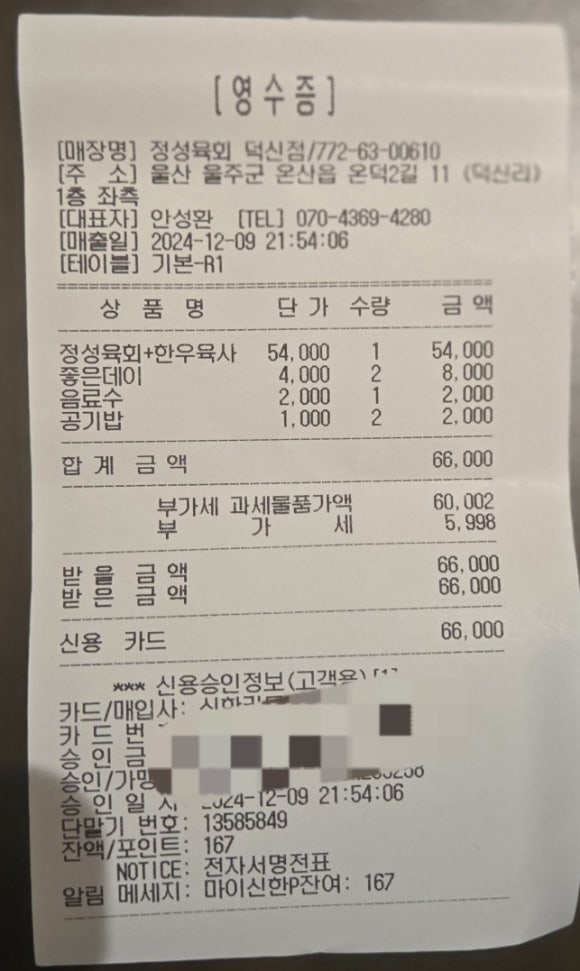 [영수증]
[매장명] 정성육회 덕신점/772-63-00610
[주 소] 울산 울주군 온산읍 온덕2길 11 (덕신리)
1층 좌측
[대표자] 안성환 [TEL] 070-4369-4280
[매출일] 2024-12-09 21:54:06
[테이블] 기본-R1
상 품 명 단 가 수량 금 액
정성육회+한우육사 54,000 1 54,000
좋은데이 4,000 2 8,000
음료수 2,000 1 2,000
공기밥 1,000 2 2,000
합 계 금 액 66,000
부가세 과세물품가액 60,002
부 가 세 5,998
받 을 금 액 66,000
받 은 금 액 66,000
신용 카드 66,000
*** 신용승인정보(고객용)
카드/매입사:
카 드 번
승 인 금
승인/가맹
승 인 일 2024-12-09 21:54:06
단말기 번호: 13585849
잔액/포인트: 167
NOTICE: 전자서명전표
알림 메세지: 마이신한P잔여: 167